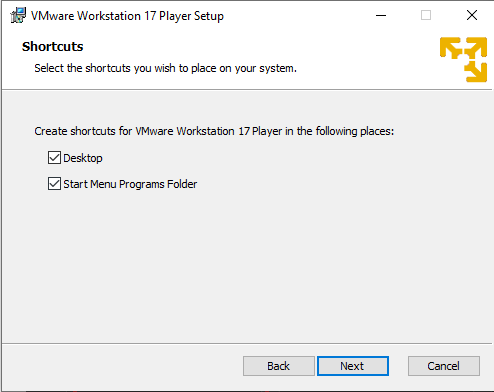 VMware Workstation 17 Player Setup
Shortcuts
Select the shortcuts you wish to place on your system.
Create shortcuts for VMware Workstation 17 Player in the following places:
Desktop
Start Menu Programs Folder
Back Next Cancel